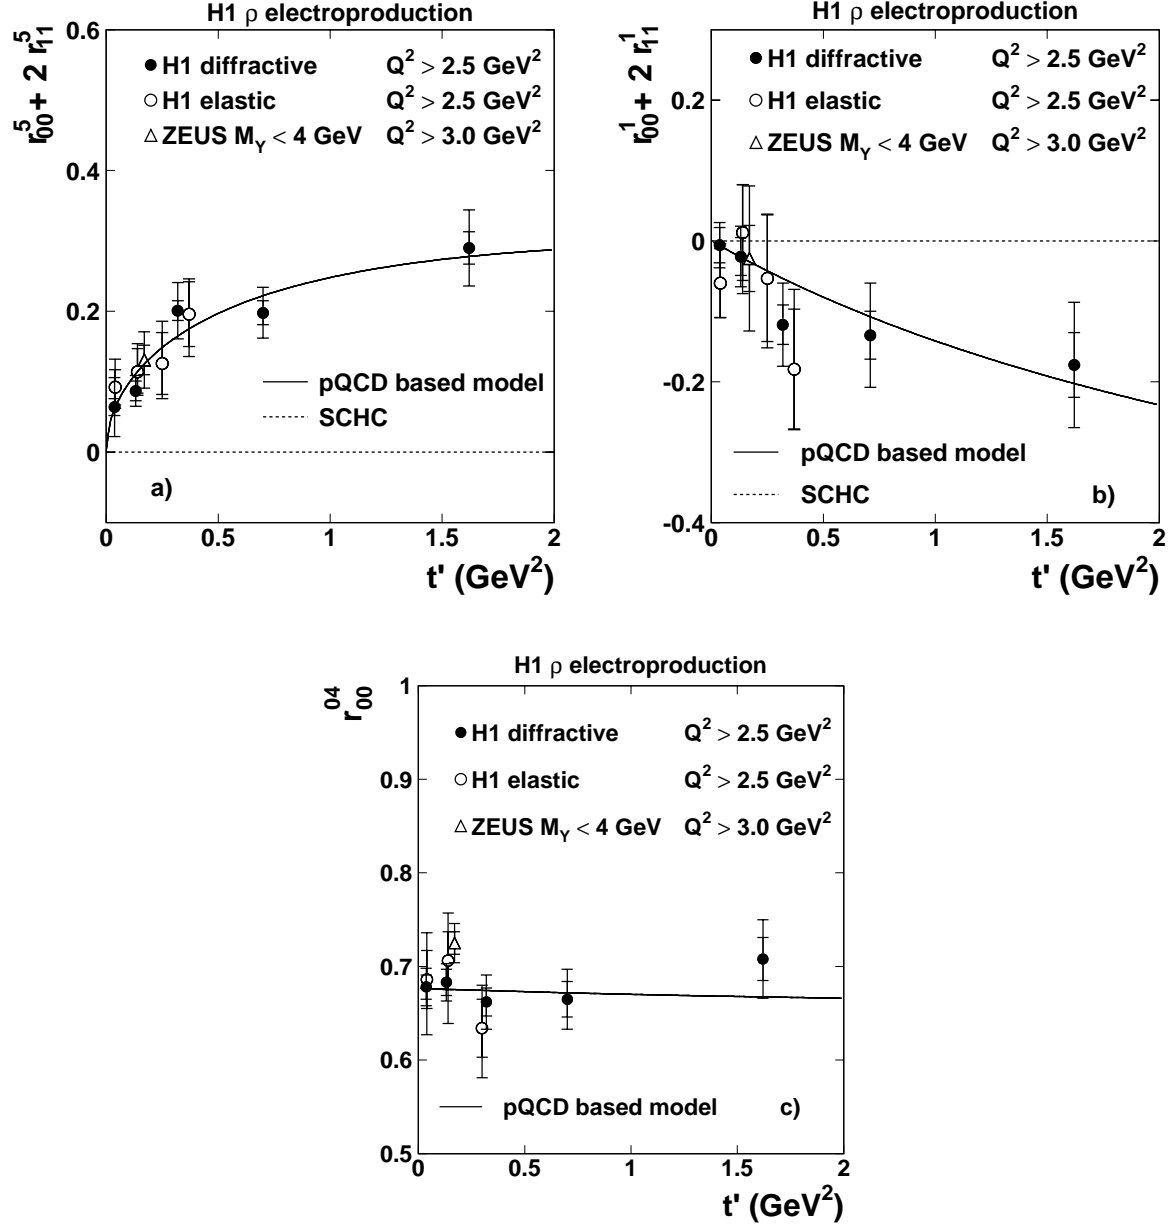 H1 ρ electroproduction
r⁵₀₀ + 2 r⁵₁₁
0.6
0.4
0.2
0
H1 diffractive Q² > 2.5 GeV²
H1 elastic Q² > 2.5 GeV²
ZEUS M_Y < 4 GeV Q² > 3.0 GeV²
pQCD based model
SCHC
a)
0 0.5 1 1.5 2
t' (GeV²)
H1 ρ electroproduction
r¹₀₀ + 2 r¹₁₁
0.2
0
-0.2
-0.4
H1 diffractive Q² > 2.5 GeV²
H1 elastic Q² > 2.5 GeV²
ZEUS M_Y < 4 GeV Q² > 3.0 GeV²
pQCD based model
SCHC
b)
0 0.5 1 1.5 2
t' (GeV²)
H1 ρ electroproduction
r⁰⁴₀₀
1
0.9
0.8
0.7
0.6
0.5
H1 diffractive Q² > 2.5 GeV²
H1 elastic Q² > 2.5 GeV²
ZEUS M_Y < 4 GeV Q² > 3.0 GeV²
pQCD based model c)
0 0.5 1 1.5 2
t' (GeV²)